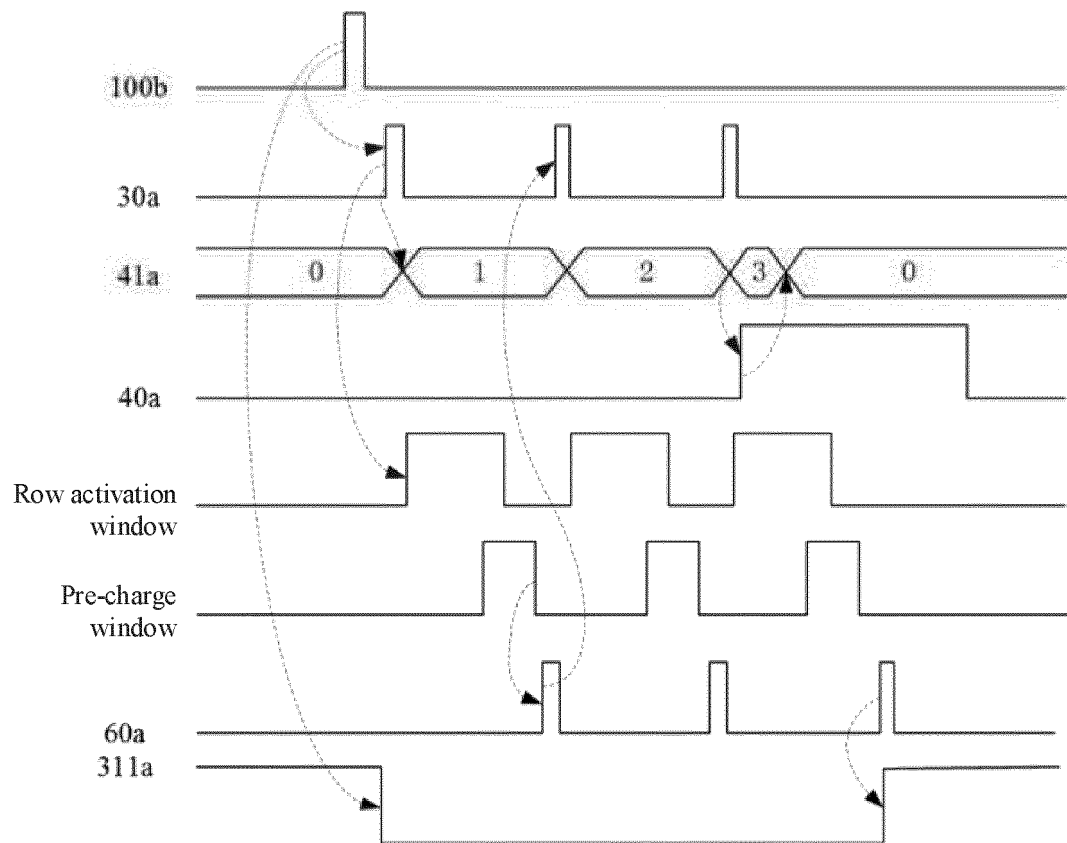 100b
30a
41a
0
1
2
3
0
40a
Row activation
window
Pre-charge
window
60a
311a